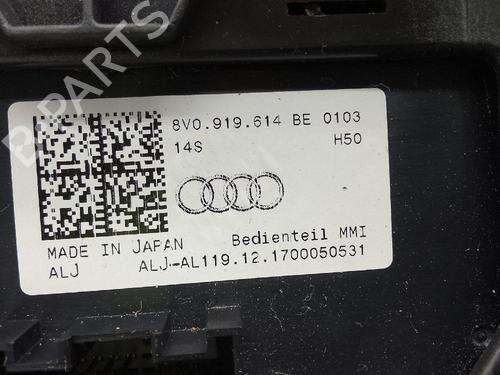 B-PARTS
8V0.919.614 BE 0103
14S H50
MADE IN JAPAN Bedienteil MMI
ALJ ALJ-AL119.12.1700050531